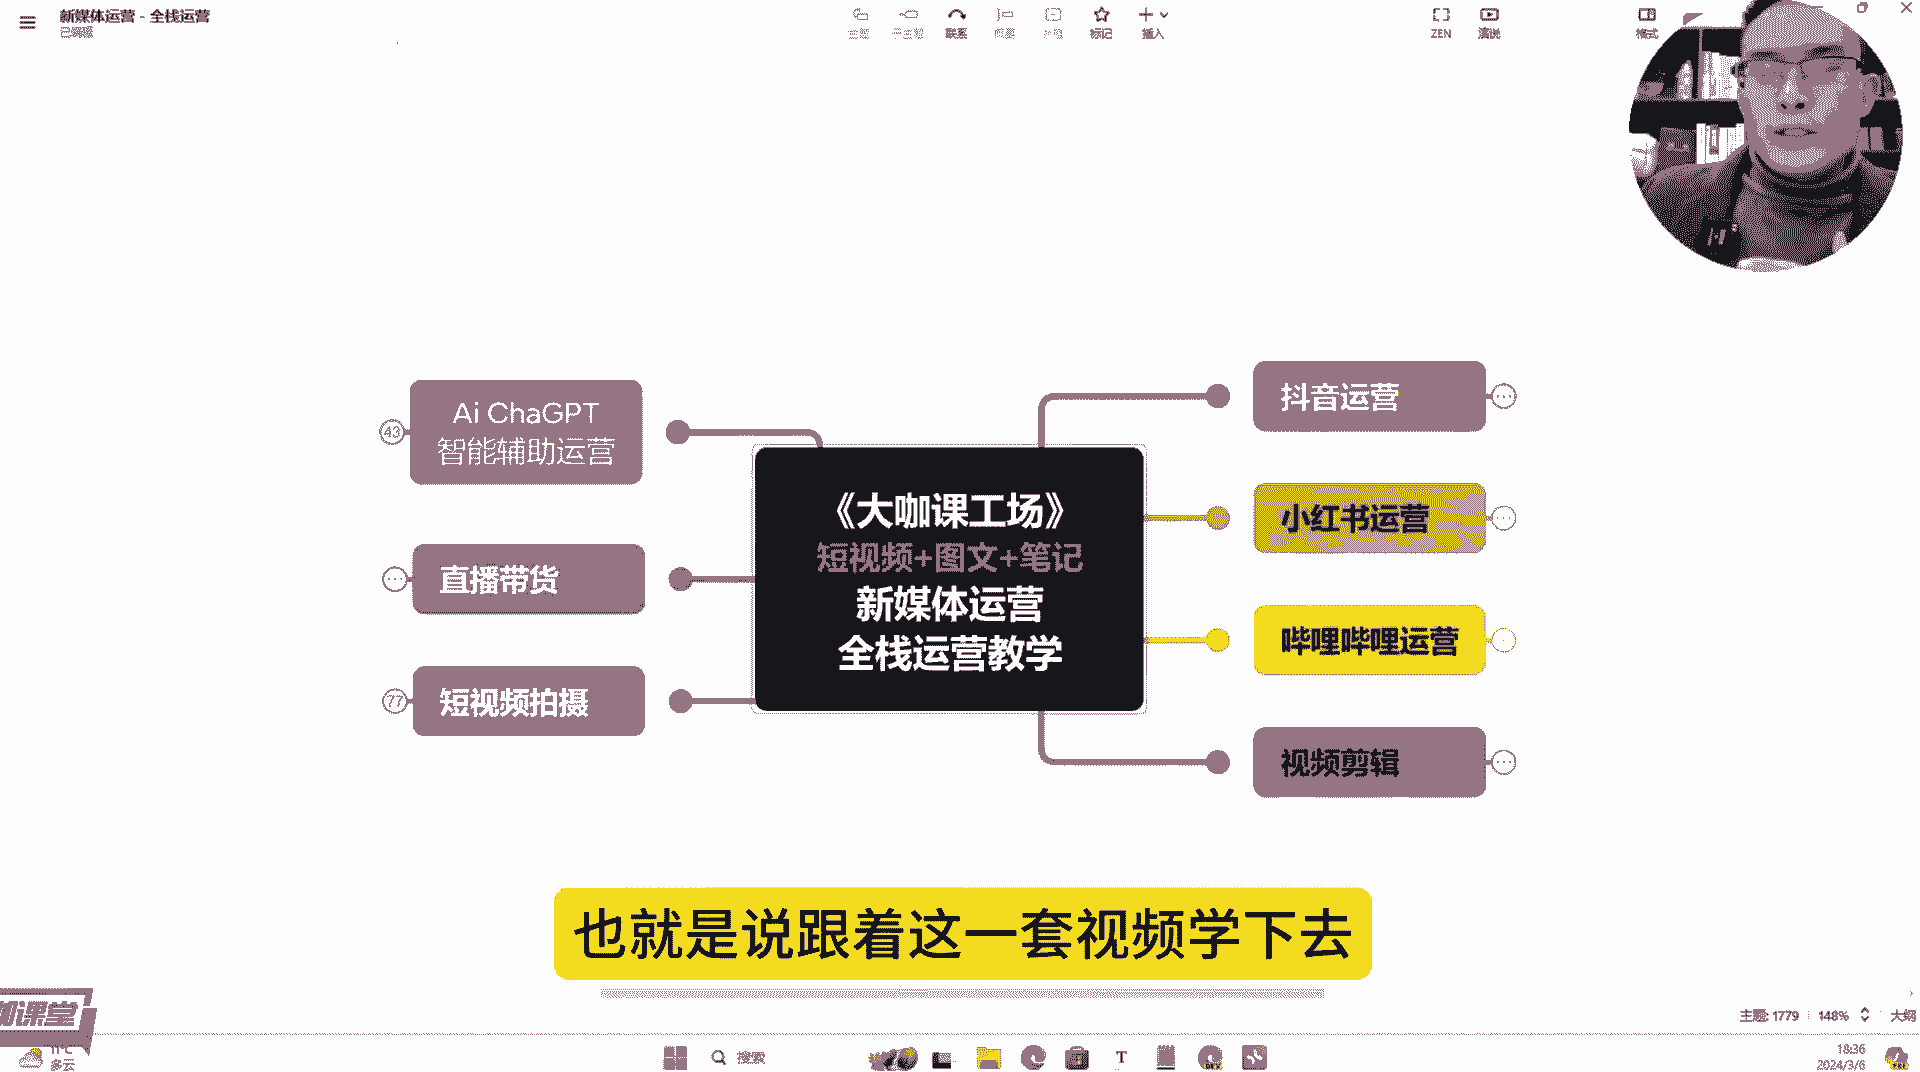 新媒体运营 - 全栈运营
已编辑
主题
子主题
联系
概要
外框
标记
插入
ZEN
演说
格式
Ai ChaGPT
智能辅助运营
43
直播带货
短视频拍摄
77
《大咖课工场》
短视频+图文+笔记
新媒体运营
全栈运营教学
抖音运营
小红书运营
哔哩哔哩运营
视频剪辑
也就是说跟着这一套视频学下去
咖课堂
主题: 1779
148%
大纲
11°C
多云
搜索
18:36
2024/3/6